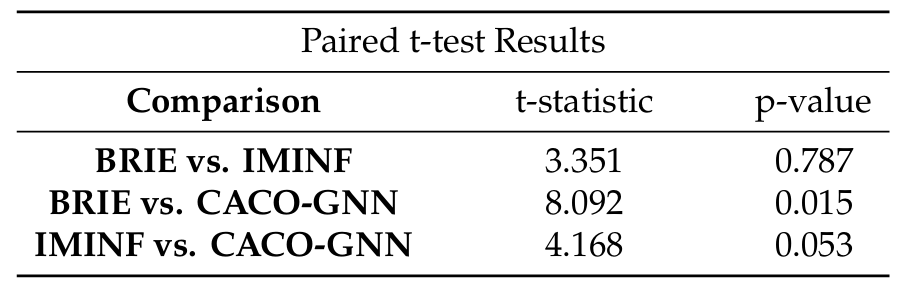 Paired t-test Results
Comparison t-statistic p-value
BRIE vs. IMINF 3.351 0.787
BRIE vs. CACO-GNN 8.092 0.015
IMINF vs. CACO-GNN 4.168 0.053